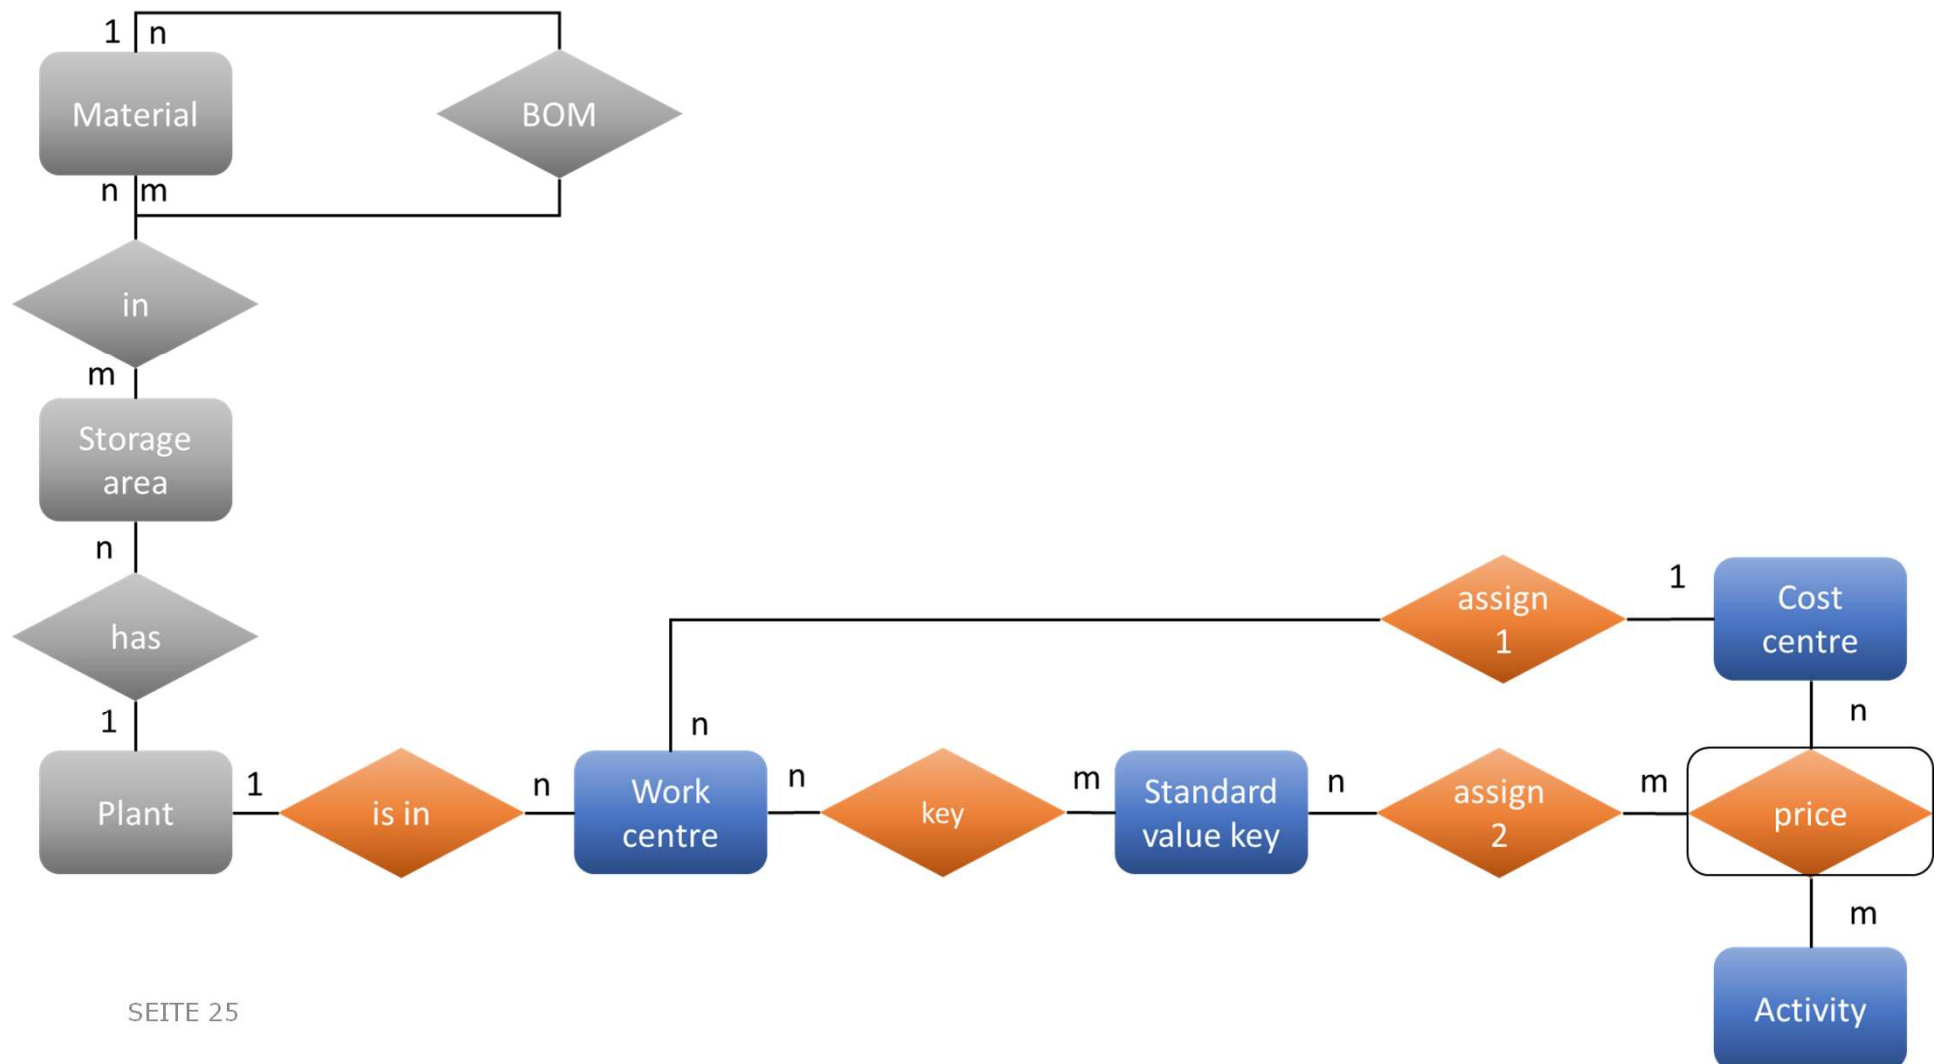 1 n
Material
BOM
n m
in
m
Storage
area
n
has
1
Plant
1
is in
n
Work
centre
n
n
key
m
Standard
value key
n
assign
2
m
price
assign
1
1
Cost
centre
n
m
Activity
SEITE 25